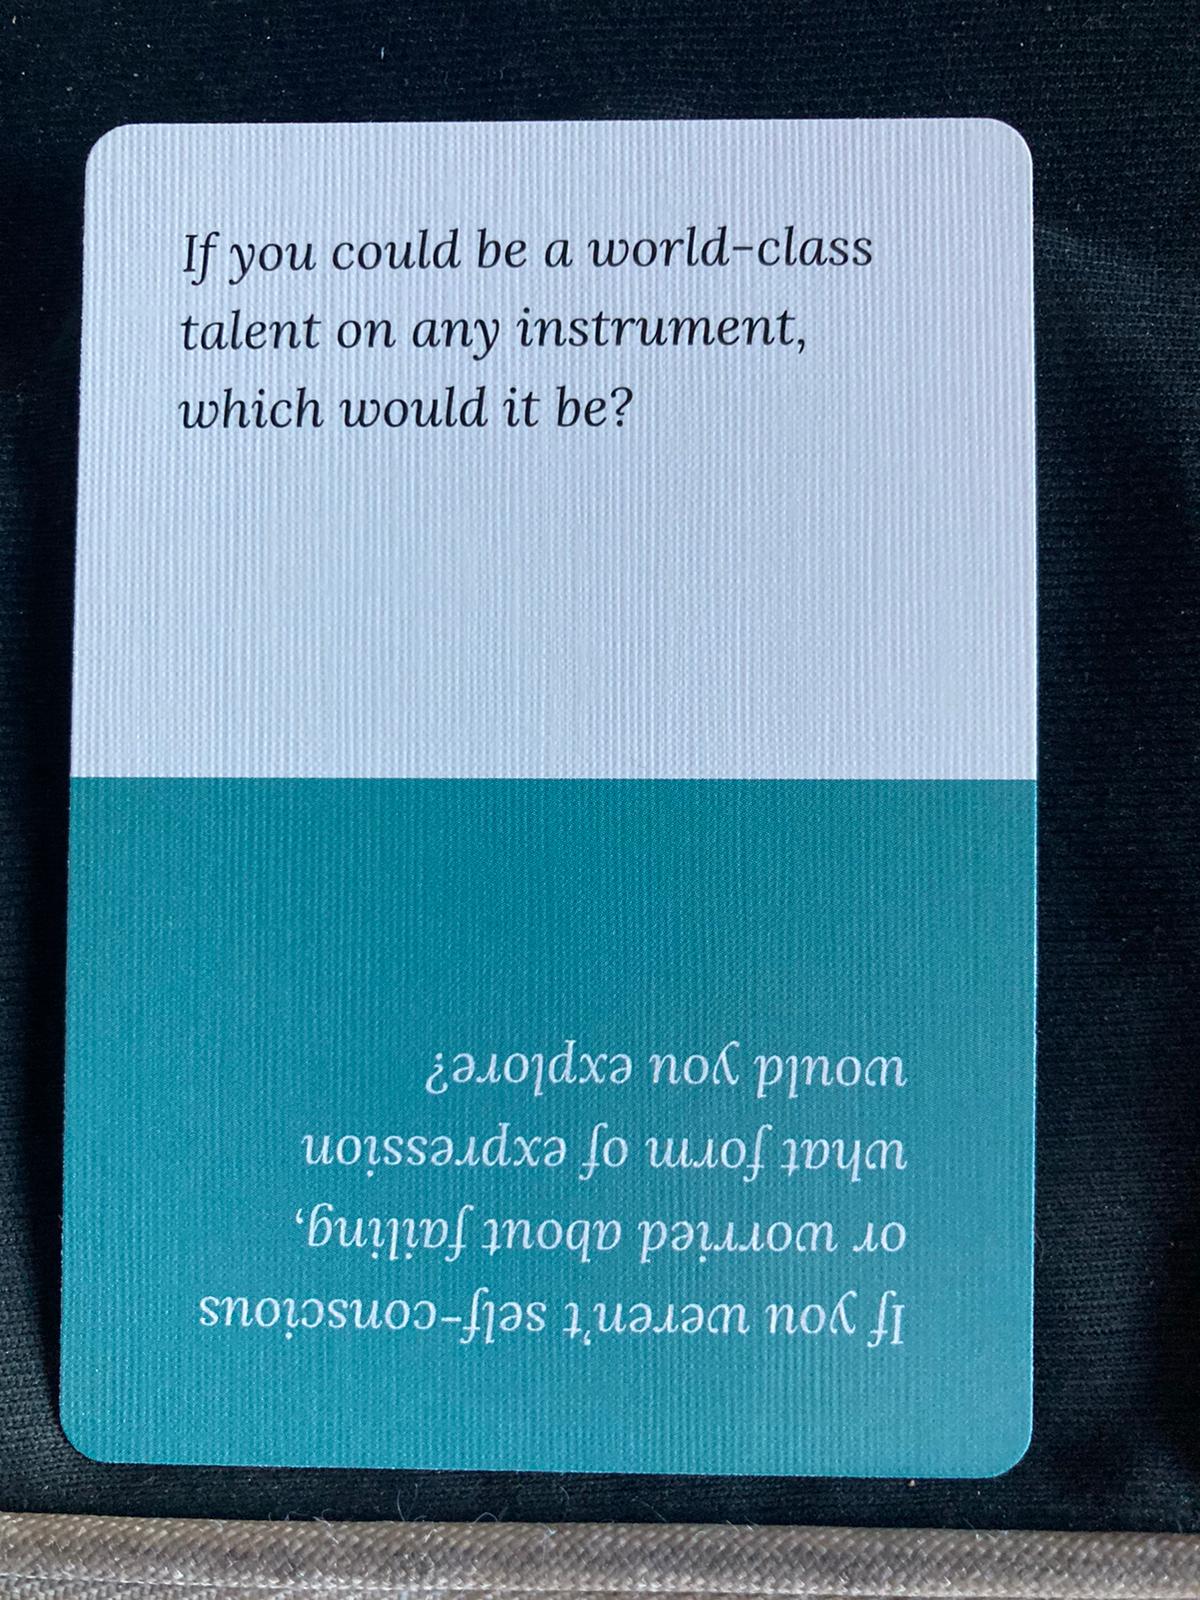 If you could be a world-class
talent on any instrument,
which would it be?
If you weren't self-conscious
or worried about failing,
what form of expression
would you explore?